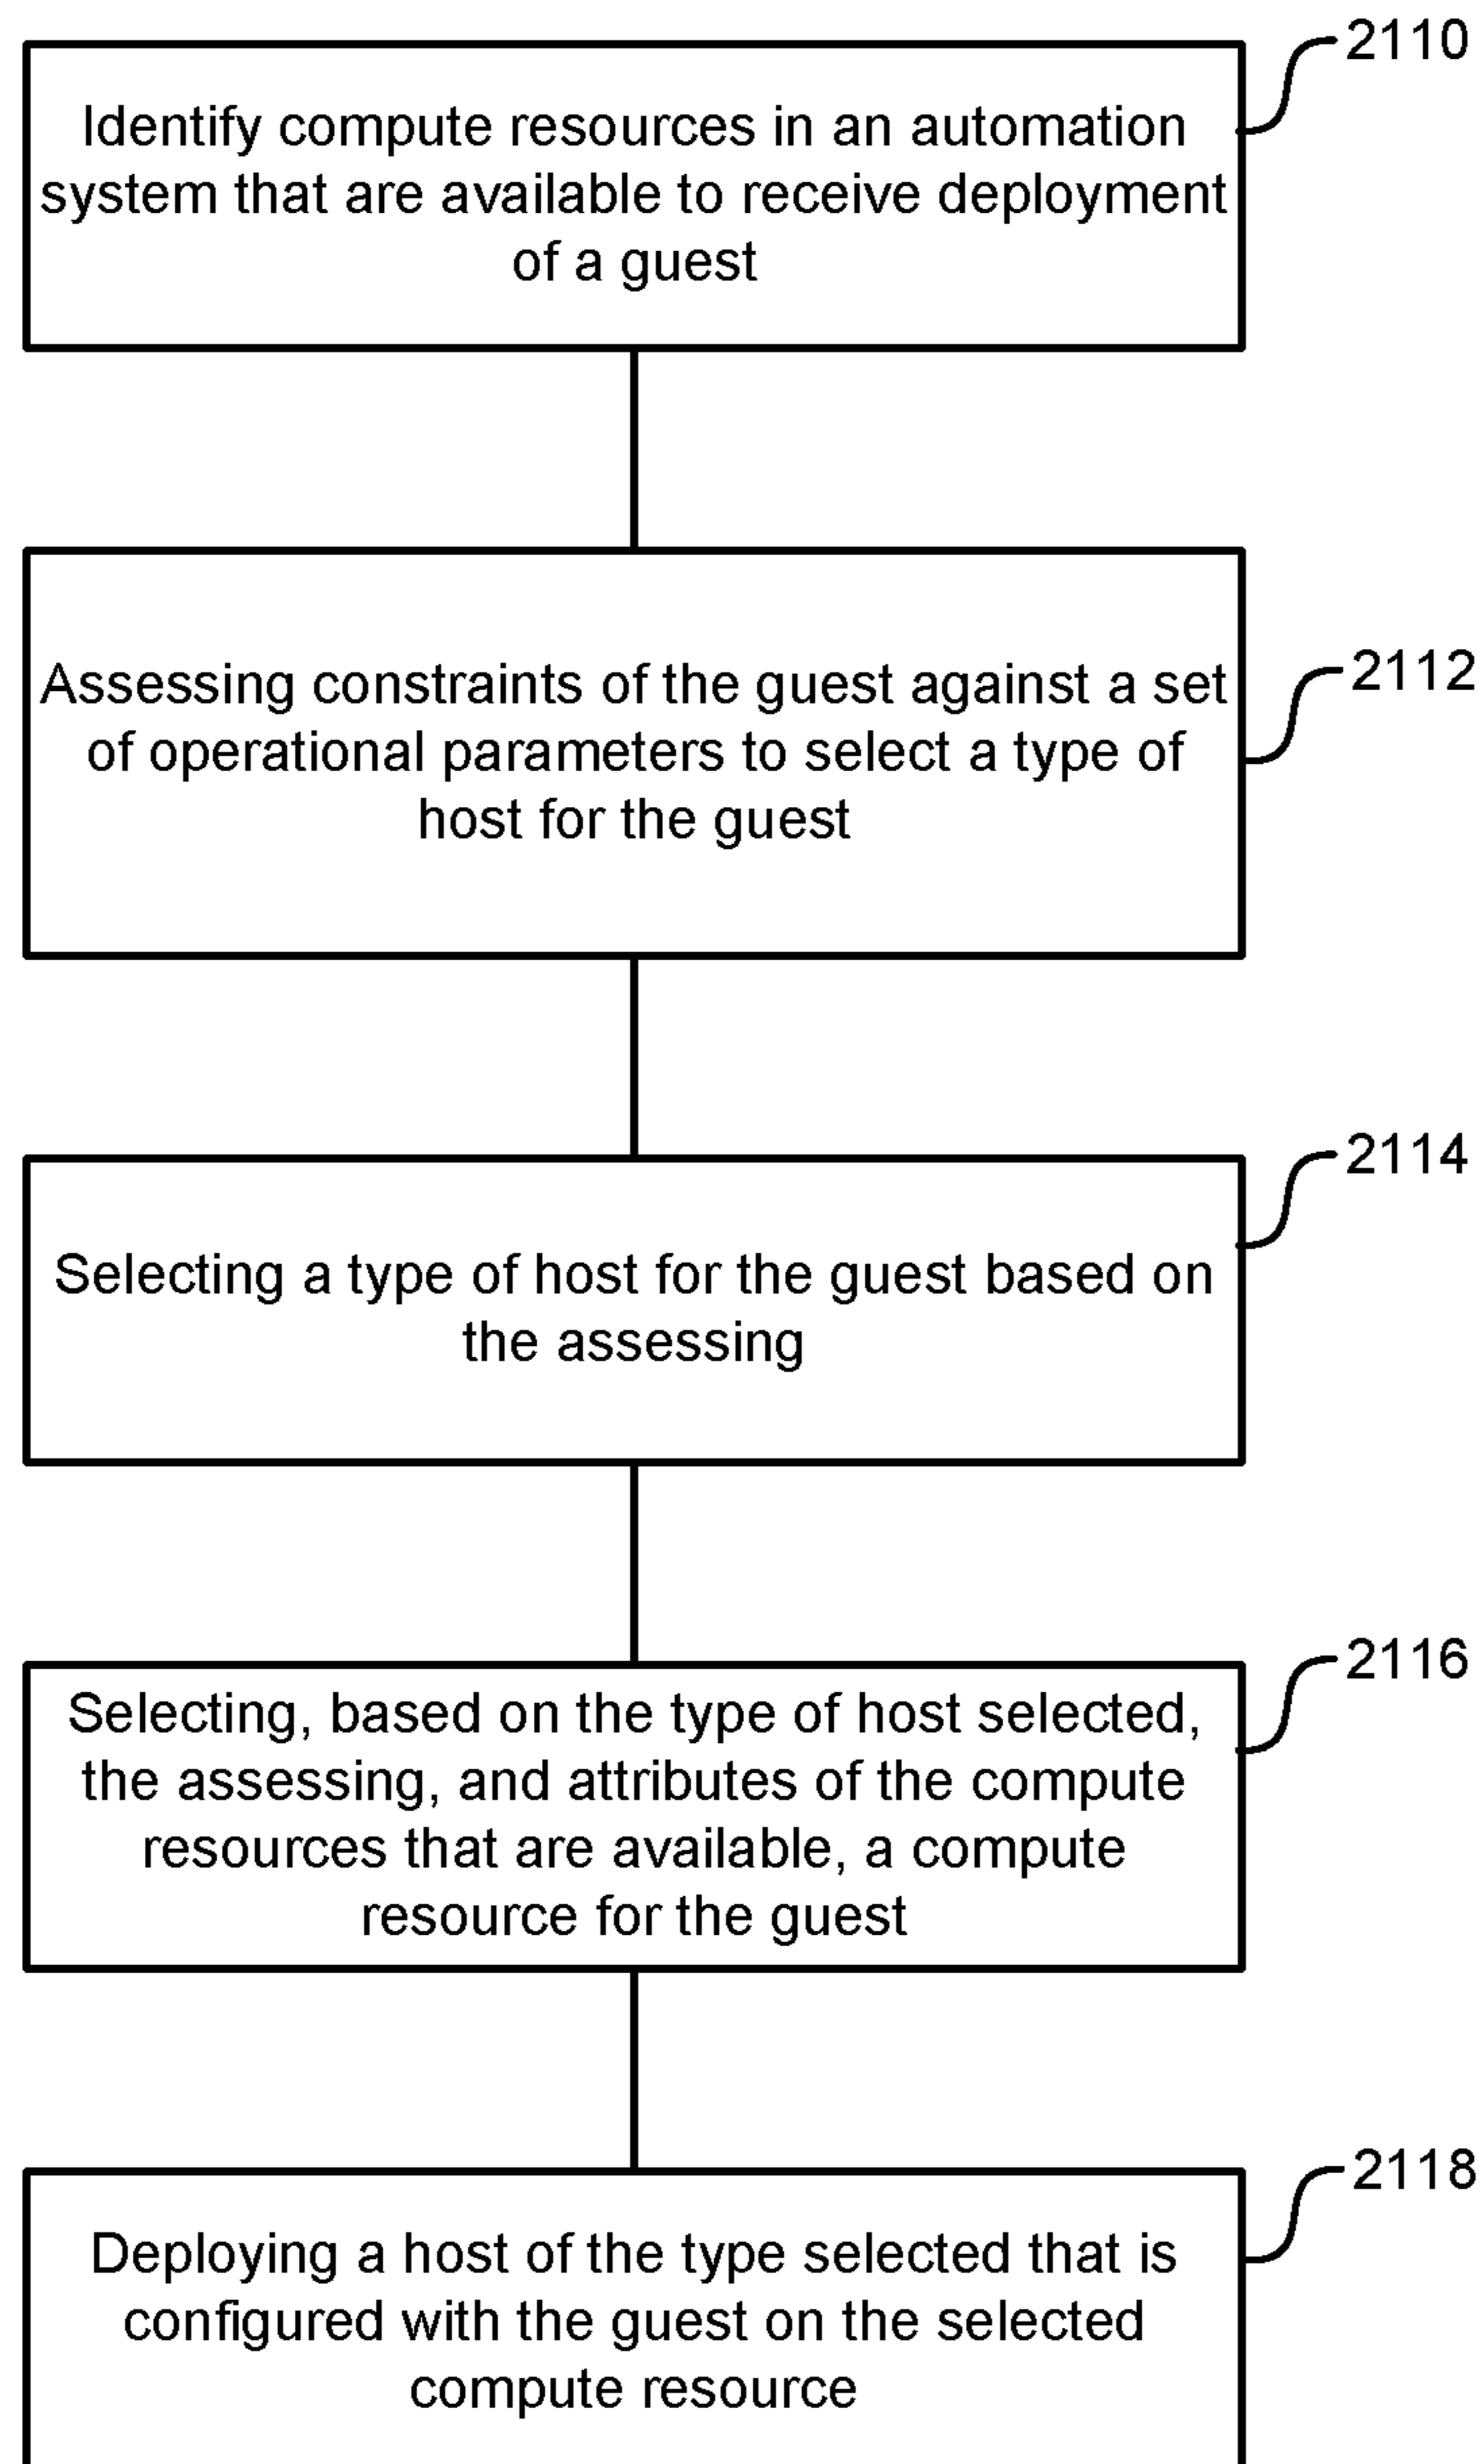 2110
Identify compute resources in an automation
system that are available to receive deployment
of a guest
2112
Assessing constraints of the guest against a set
of operational parameters to select a type of
host for the guest
2114
Selecting a type of host for the guest based on
the assessing
2116
Selecting, based on the type of host selected,
the assessing, and attributes of the compute
resources that are available, a compute
resource for the guest
2118
Deploying a host of the type selected that is
configured with the guest on the selected
compute resource